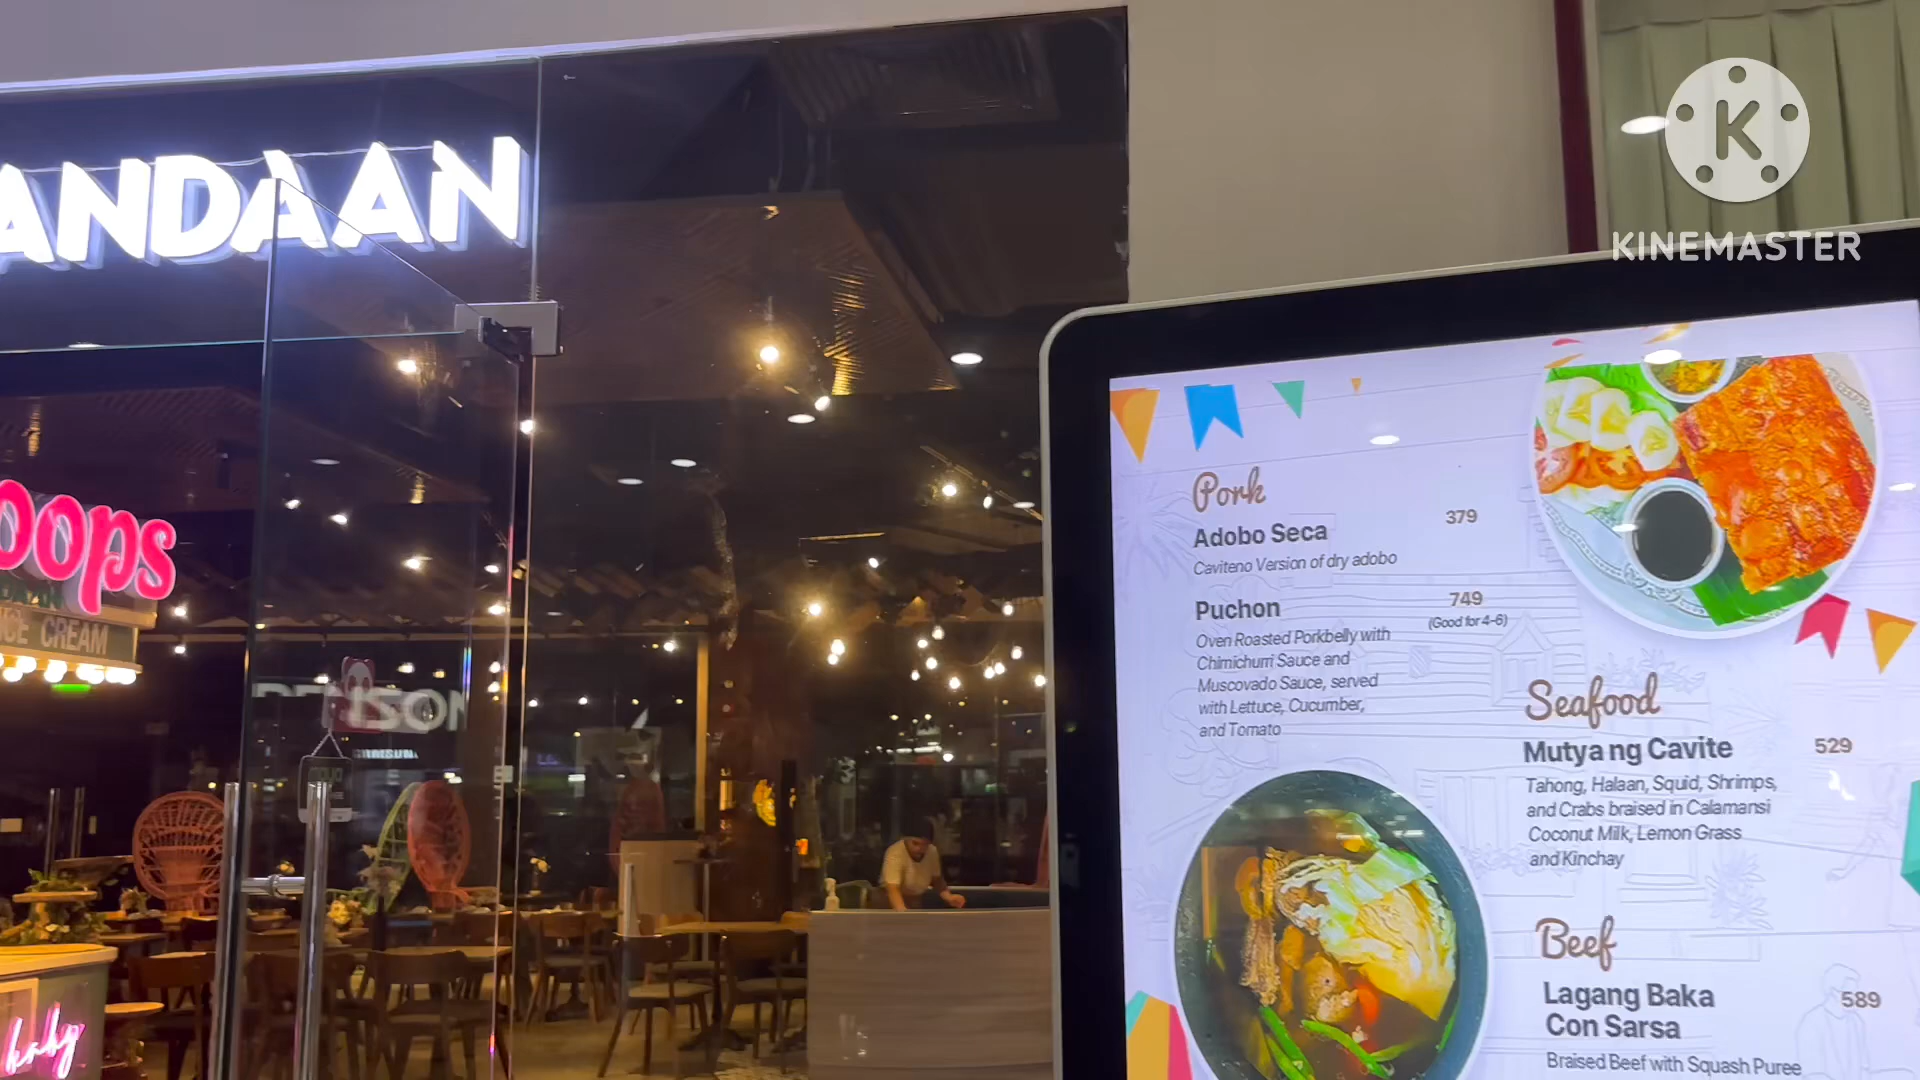 ANDAAN
oops
ICE CREAM
baby
K
KINEMASTER
Pork
Adobo Seca
379
Caviteno Version of dry adobo
Puchon
749
(Good for 4-6)
Oven Roasted Porkbelly with
Chimichurri Sauce and
Muscovado Sauce, served
with Lettuce, Cucumber,
and Tomato
Seafood
Mutya ng Cavite
529
Tahong, Halaan, Squid, Shrimps,
and Crabs braised in Calamansi
Coconut Milk, Lemon Grass
and Kinchay
Beef
Lagang Baka
589
Con Sarsa
Braised Beef with Squash Puree